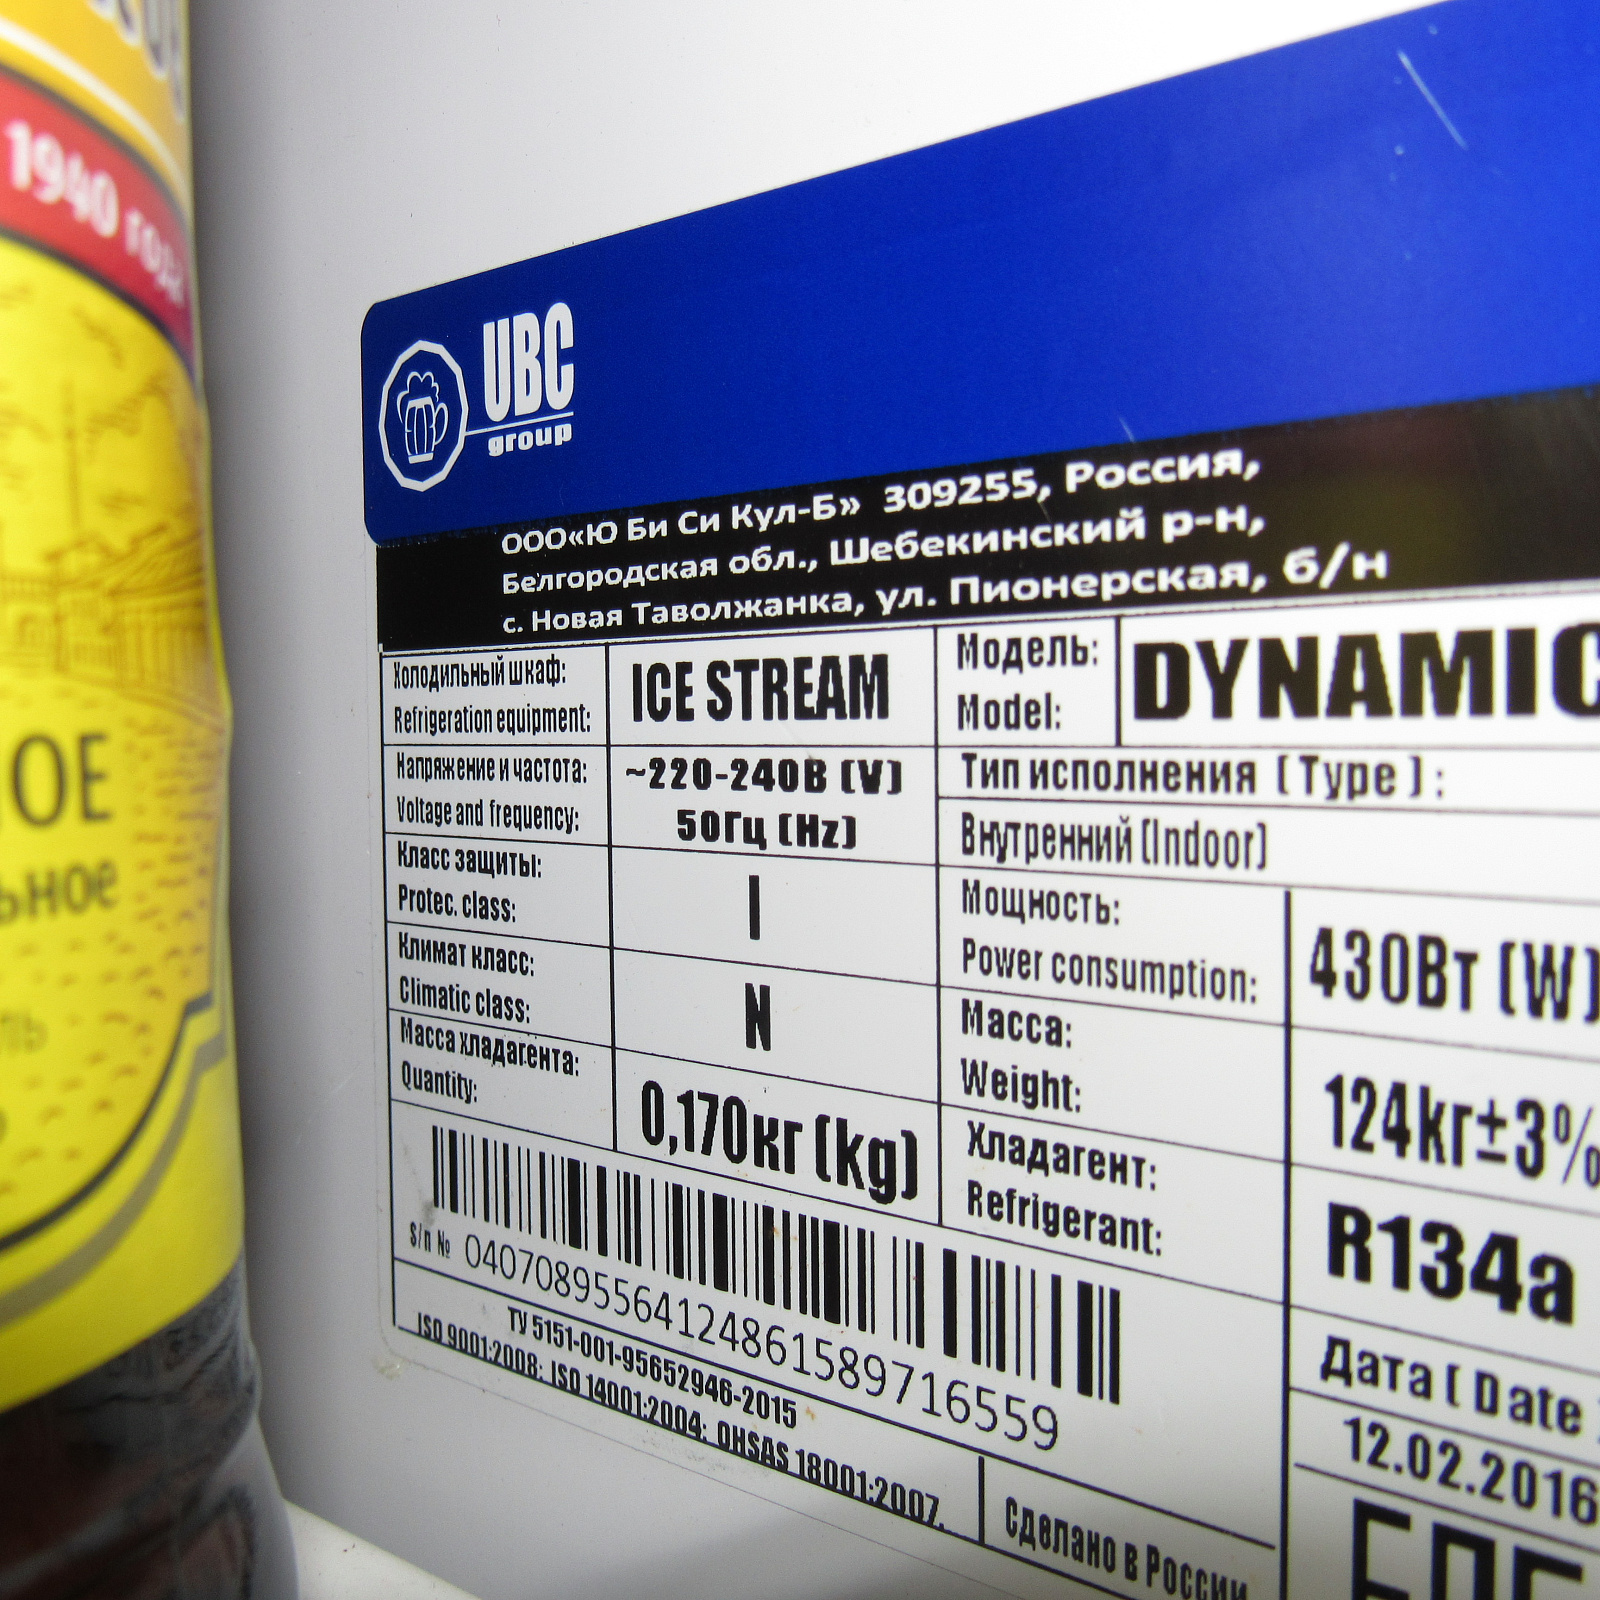 1940 года
НОЕ
ЬНОЕ
UBC
group
ООО«Ю Би Си Кул-Б» 309255, Россия,
Белгородская обл., Шебекинский р-н,
с. Новая Таволжанка, ул. Пионерская, б/н
Холодильный шкаф:
Refrigeration equipment:
ICE STREAM
Модель:
Model:
DYNAMIC
Напряжение и частота:
Voltage and frequency:
~220-240В (V)
50Гц (Hz)
Тип исполнения (Type):
Внутренний (Indoor)
Класс защиты:
Protec. class:
I
Мощность:
Power consumption:
430Вт (W)
Климат класс:
Climatic class:
N
Масса:
Weight:
124kг±3%
Масса хладагента:
Quantity:
0,170кг (kg)
Хладагент:
Refrigerant:
R134a
S/n № 04070895564124861589716559
Дата ( Date
12.02.2016
ТУ 5151-001-95652946-2015
ISO 9001:2008; ISO 14001:2004; OHSAS 18001:2007.
Сделано в России